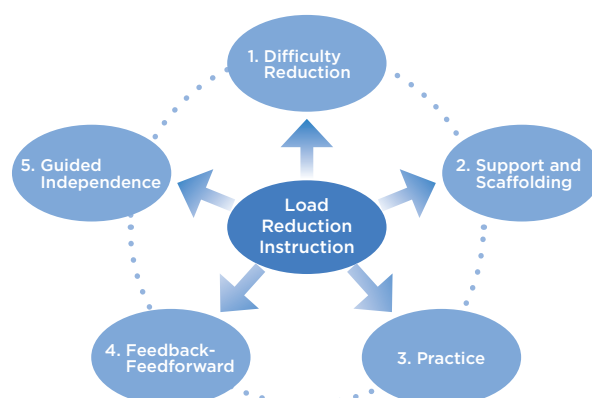 1. Difficulty
Reduction
5. Guided
Independence
2. Support and
Scaffolding
Load
Reduction
Instruction
4. Feedback-
Feedforward
3. Practice